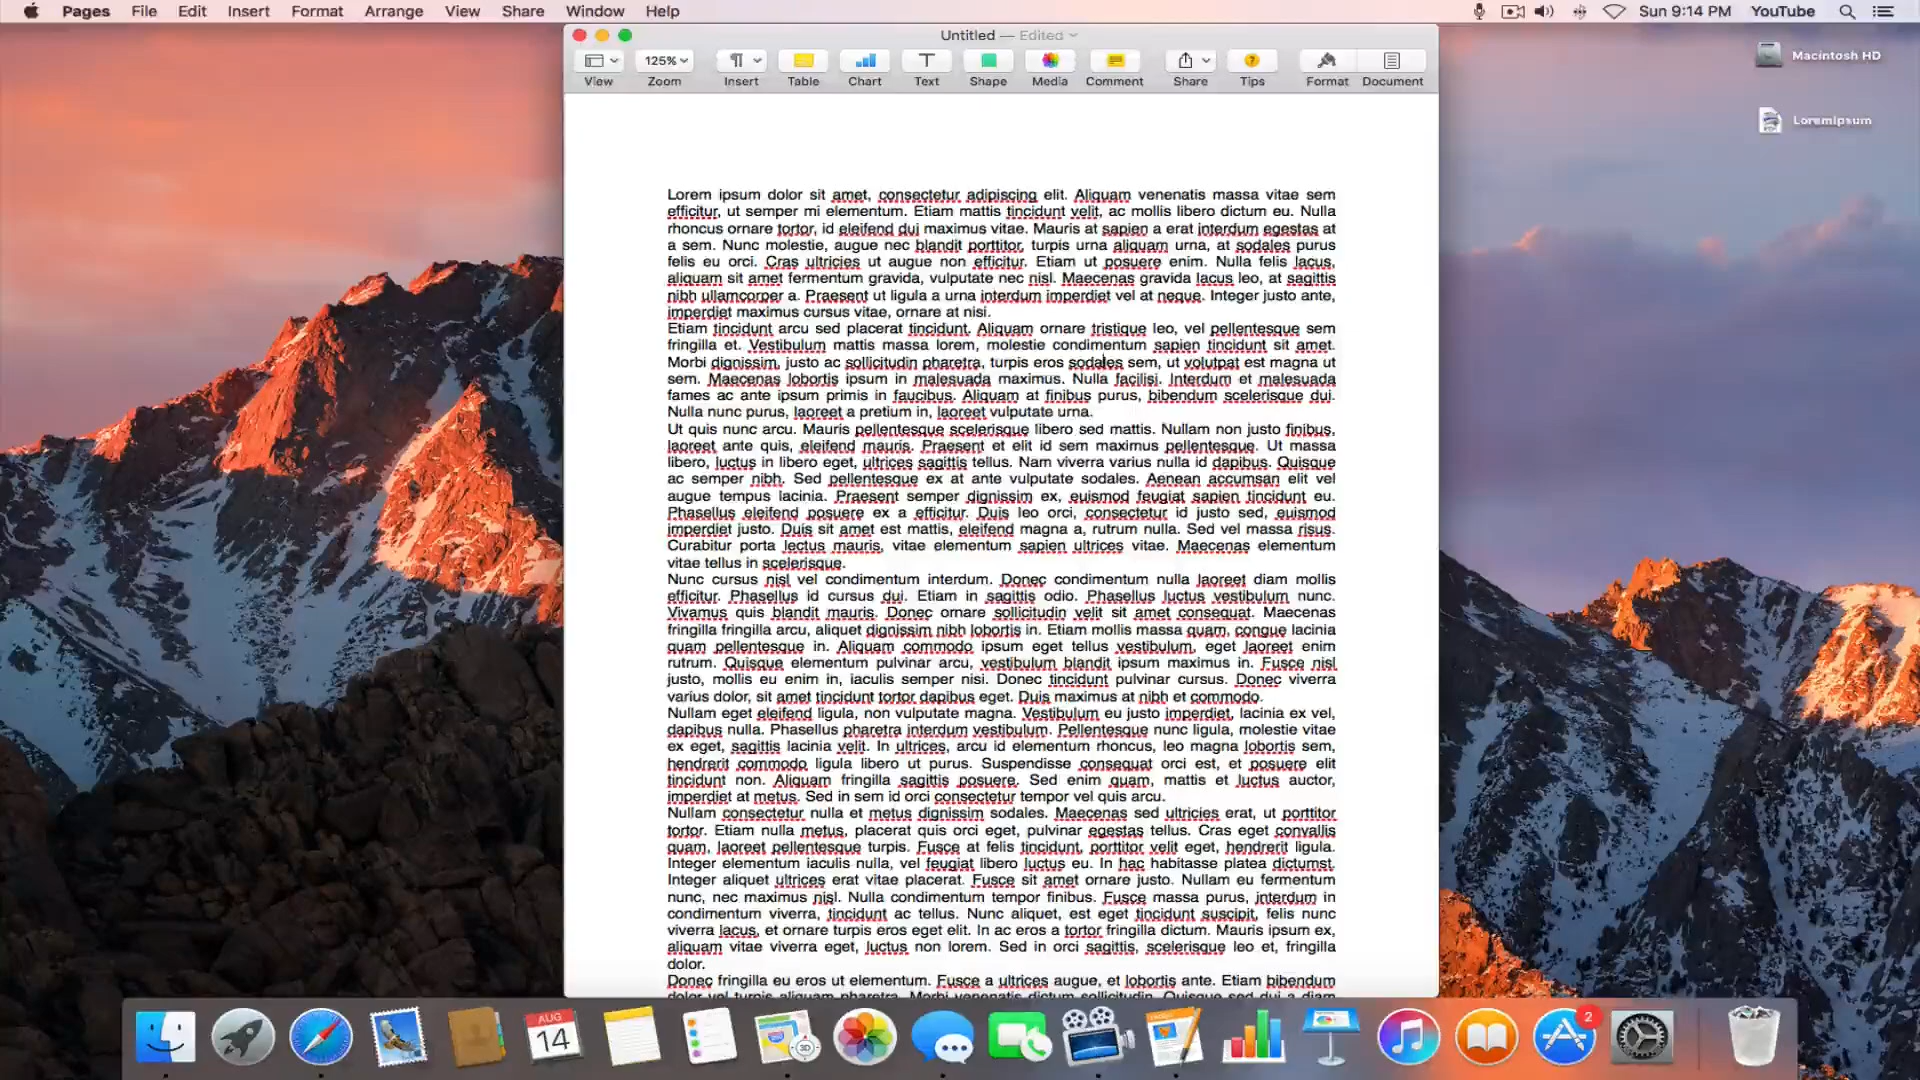 Pages File Edit Insert Format Arrange View Share Window Help Sun 9:14 PM YouTube
Untitled — Edited
125%
View Zoom Insert Table Chart Text Shape Media Comment Share Tips Format Document
Macintosh HD
LoremIpsum
Lorem ipsum dolor sit amet, consectetur adipiscing elit. Aliquam venenatis massa vitae sem
efficitur, ut semper mi elementum. Etiam mattis tincidunt velit, ac mollis libero dictum eu. Nulla
rhoncus ornare tortor, id eleifend dui maximus vitae. Mauris at sapien a erat interdum egestas at
a sem. Nunc molestie, augue nec blandit porttitor, turpis urna aliquam urna, at sodales purus
felis eu orci. Cras ultricies ut augue non efficitur. Etiam ut posuere enim. Nulla felis lacus,
aliquam sit amet fermentum gravida, vulputate nec nisl. Maecenas gravida lacus leo, at sagittis
nibh ullamcorper a. Praesent ut ligula a urna interdum imperdiet vel at neque. Integer justo ante,
imperdiet maximus cursus vitae, ornare at nisi.
Etiam tincidunt arcu sed placerat tincidunt. Aliquam ornare tristique leo, vel pellentesque sem
fringilla et. Vestibulum mattis massa lorem, molestie condimentum sapien tincidunt sit amet.
Morbi dignissim, justo ac sollicitudin pharetra, turpis eros sodales sem, ut volutpat est magna ut
sem. Maecenas lobortis ipsum in malesuada maximus. Nulla facilisi. Interdum et malesuada
fames ac ante ipsum primis in faucibus. Aliquam at finibus purus, bibendum scelerisque dui.
Nulla nunc purus, laoreet a pretium in, laoreet vulputate urna.
Ut quis nunc arcu. Mauris pellentesque scelerisque libero sed mattis. Nullam non justo finibus,
laoreet ante quis, eleifend mauris. Praesent et elit id sem maximus pellentesque. Ut massa
libero, luctus in libero eget, ultrices sagittis tellus. Nam viverra varius nulla id dapibus. Quisque
ac semper nibh. Sed pellentesque ex at ante vulputate sodales. Aenean accumsan elit vel
augue tempus lacinia. Praesent semper dignissim ex, euismod feugiat sapien tincidunt eu.
Phasellus eleifend posuere ex a efficitur. Duis leo orci, consectetur id justo sed, euismod
imperdiet justo. Duis sit amet est mattis, eleifend magna a, rutrum nulla. Sed vel massa risus.
Curabitur porta lectus mauris, vitae elementum sapien ultrices vitae. Maecenas elementum
vitae tellus in scelerisque.
Nunc cursus nisl vel condimentum interdum. Donec condimentum nulla laoreet diam mollis
efficitur. Phasellus id cursus dui. Etiam in sagittis odio. Phasellus luctus vestibulum nunc.
Vivamus quis blandit mauris. Donec ornare sollicitudin velit sit amet consequat. Maecenas
fringilla fringilla arcu, aliquet dignissim nibh lobortis in. Etiam mollis massa quam, congue lacinia
quam pellentesque in. Aliquam commodo ipsum eget tellus vestibulum, eget laoreet enim
rutrum. Quisque elementum pulvinar arcu, vestibulum blandit ipsum maximus in. Fusce nisl
justo, mollis eu enim in, iaculis semper nisi. Donec tincidunt pulvinar cursus. Donec viverra
varius dolor, sit amet tincidunt tortor dapibus eget. Duis maximus at nibh et commodo.
Nullam eget eleifend ligula, non vulputate magna. Vestibulum eu justo imperdiet, lacinia ex vel,
dapibus nulla. Phasellus pharetra interdum vestibulum. Pellentesque nunc ligula, molestie vitae
ex eget, sagittis lacinia velit. In ultrices, arcu id elementum rhoncus, leo magna lobortis sem,
hendrerit commodo ligula libero ut purus. Suspendisse consequat orci est, et posuere elit
tincidunt non. Aliquam fringilla sagittis posuere. Sed enim quam, mattis et luctus auctor,
imperdiet at metus. Sed in sem id orci consectetur tempor vel quis arcu.
Nullam consectetur nulla et metus dignissim sodales. Maecenas sed ultricies erat, ut porttitor
tortor. Etiam nulla metus, placerat quis orci eget, pulvinar egestas tellus. Cras eget convallis
quam, laoreet pellentesque turpis. Fusce at felis tincidunt, porttitor velit eget, hendrerit ligula.
Integer elementum iaculis nulla, vel feugiat libero luctus eu. In hac habitasse platea dictumst.
Integer aliquet ultrices erat vitae placerat. Fusce sit amet ornare justo. Nullam eu fermentum
nunc, nec maximus nisl. Nulla condimentum tempor finibus. Fusce massa purus, interdum in
condimentum viverra, tincidunt ac tellus. Nunc aliquet, est eget tincidunt suscipit, felis nunc
viverra lacus, et ornare turpis eros eget elit. In ac eros a tortor fringilla dictum. Mauris ipsum ex,
aliquam vitae viverra eget, luctus non lorem. Sed in orci sagittis, scelerisque leo et, fringilla
dolor.
Donec fringilla eu eros ut elementum. Fusce a ultrices augue, et lobortis ante. Etiam bibendum
dolor vel turpis aliquam pharetra. Morbi venenatis dictum sollicitudin. Quisque sed dui a diam
AUG
14
3D
2